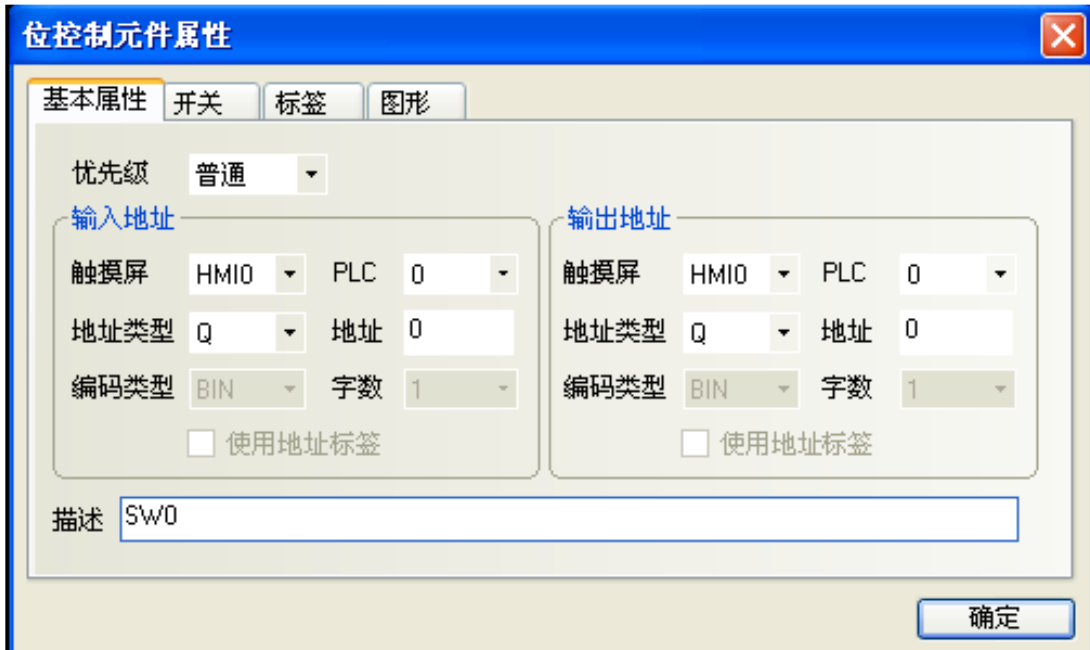 位控制元件属性
基本属性 开关 标签 图形
优先级 普通
输入地址 输出地址
触摸屏 HMI0 PLC 0 触摸屏 HMI0 PLC 0
地址类型 Q 地址 0 地址类型 Q 地址 0
编码类型 BIN 字数 1 编码类型 BIN 字数 1
使用地址标签 使用地址标签
描述 SW0
确定